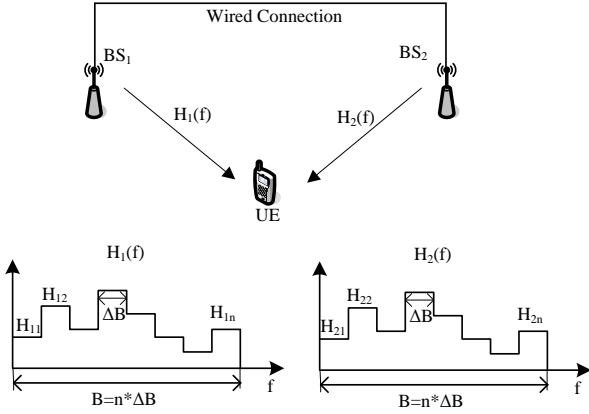 Wired Connection
BS₁
BS₂
H₁(f)
H₂(f)
UE
H₁(f)
H₂(f)
H₁₁
H₁₂
ΔB
H₁ₙ
H₂₁
H₂₂
ΔB
H₂ₙ
f
f
B=n*ΔB
B=n*ΔB